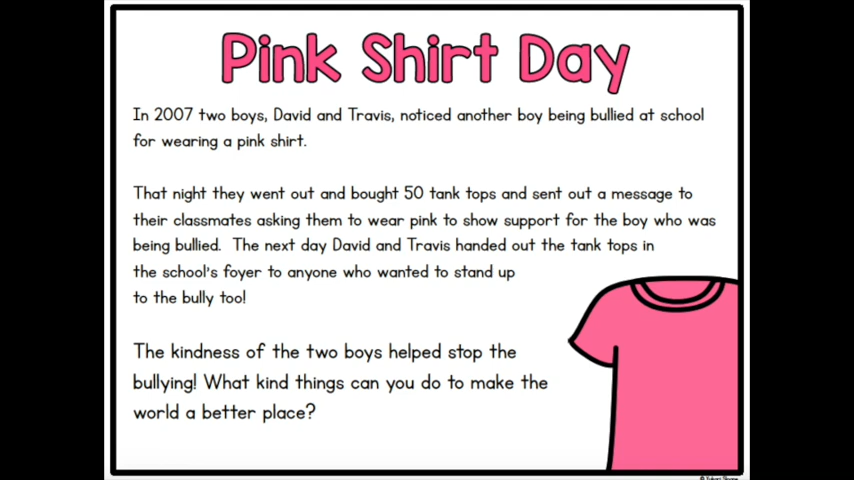 Pink Shirt Day
In 2007 two boys, David and Travis, noticed another boy being bullied at school
for wearing a pink shirt.
That night they went out and bought 50 tank tops and sent out a message to
their classmates asking them to wear pink to show support for the boy who was
being bullied. The next day David and Travis handed out the tank tops in
the school's foyer to anyone who wanted to stand up
to the bully too!
The kindness of the two boys helped stop the
bullying! What kind things can you do to make the
world a better place?